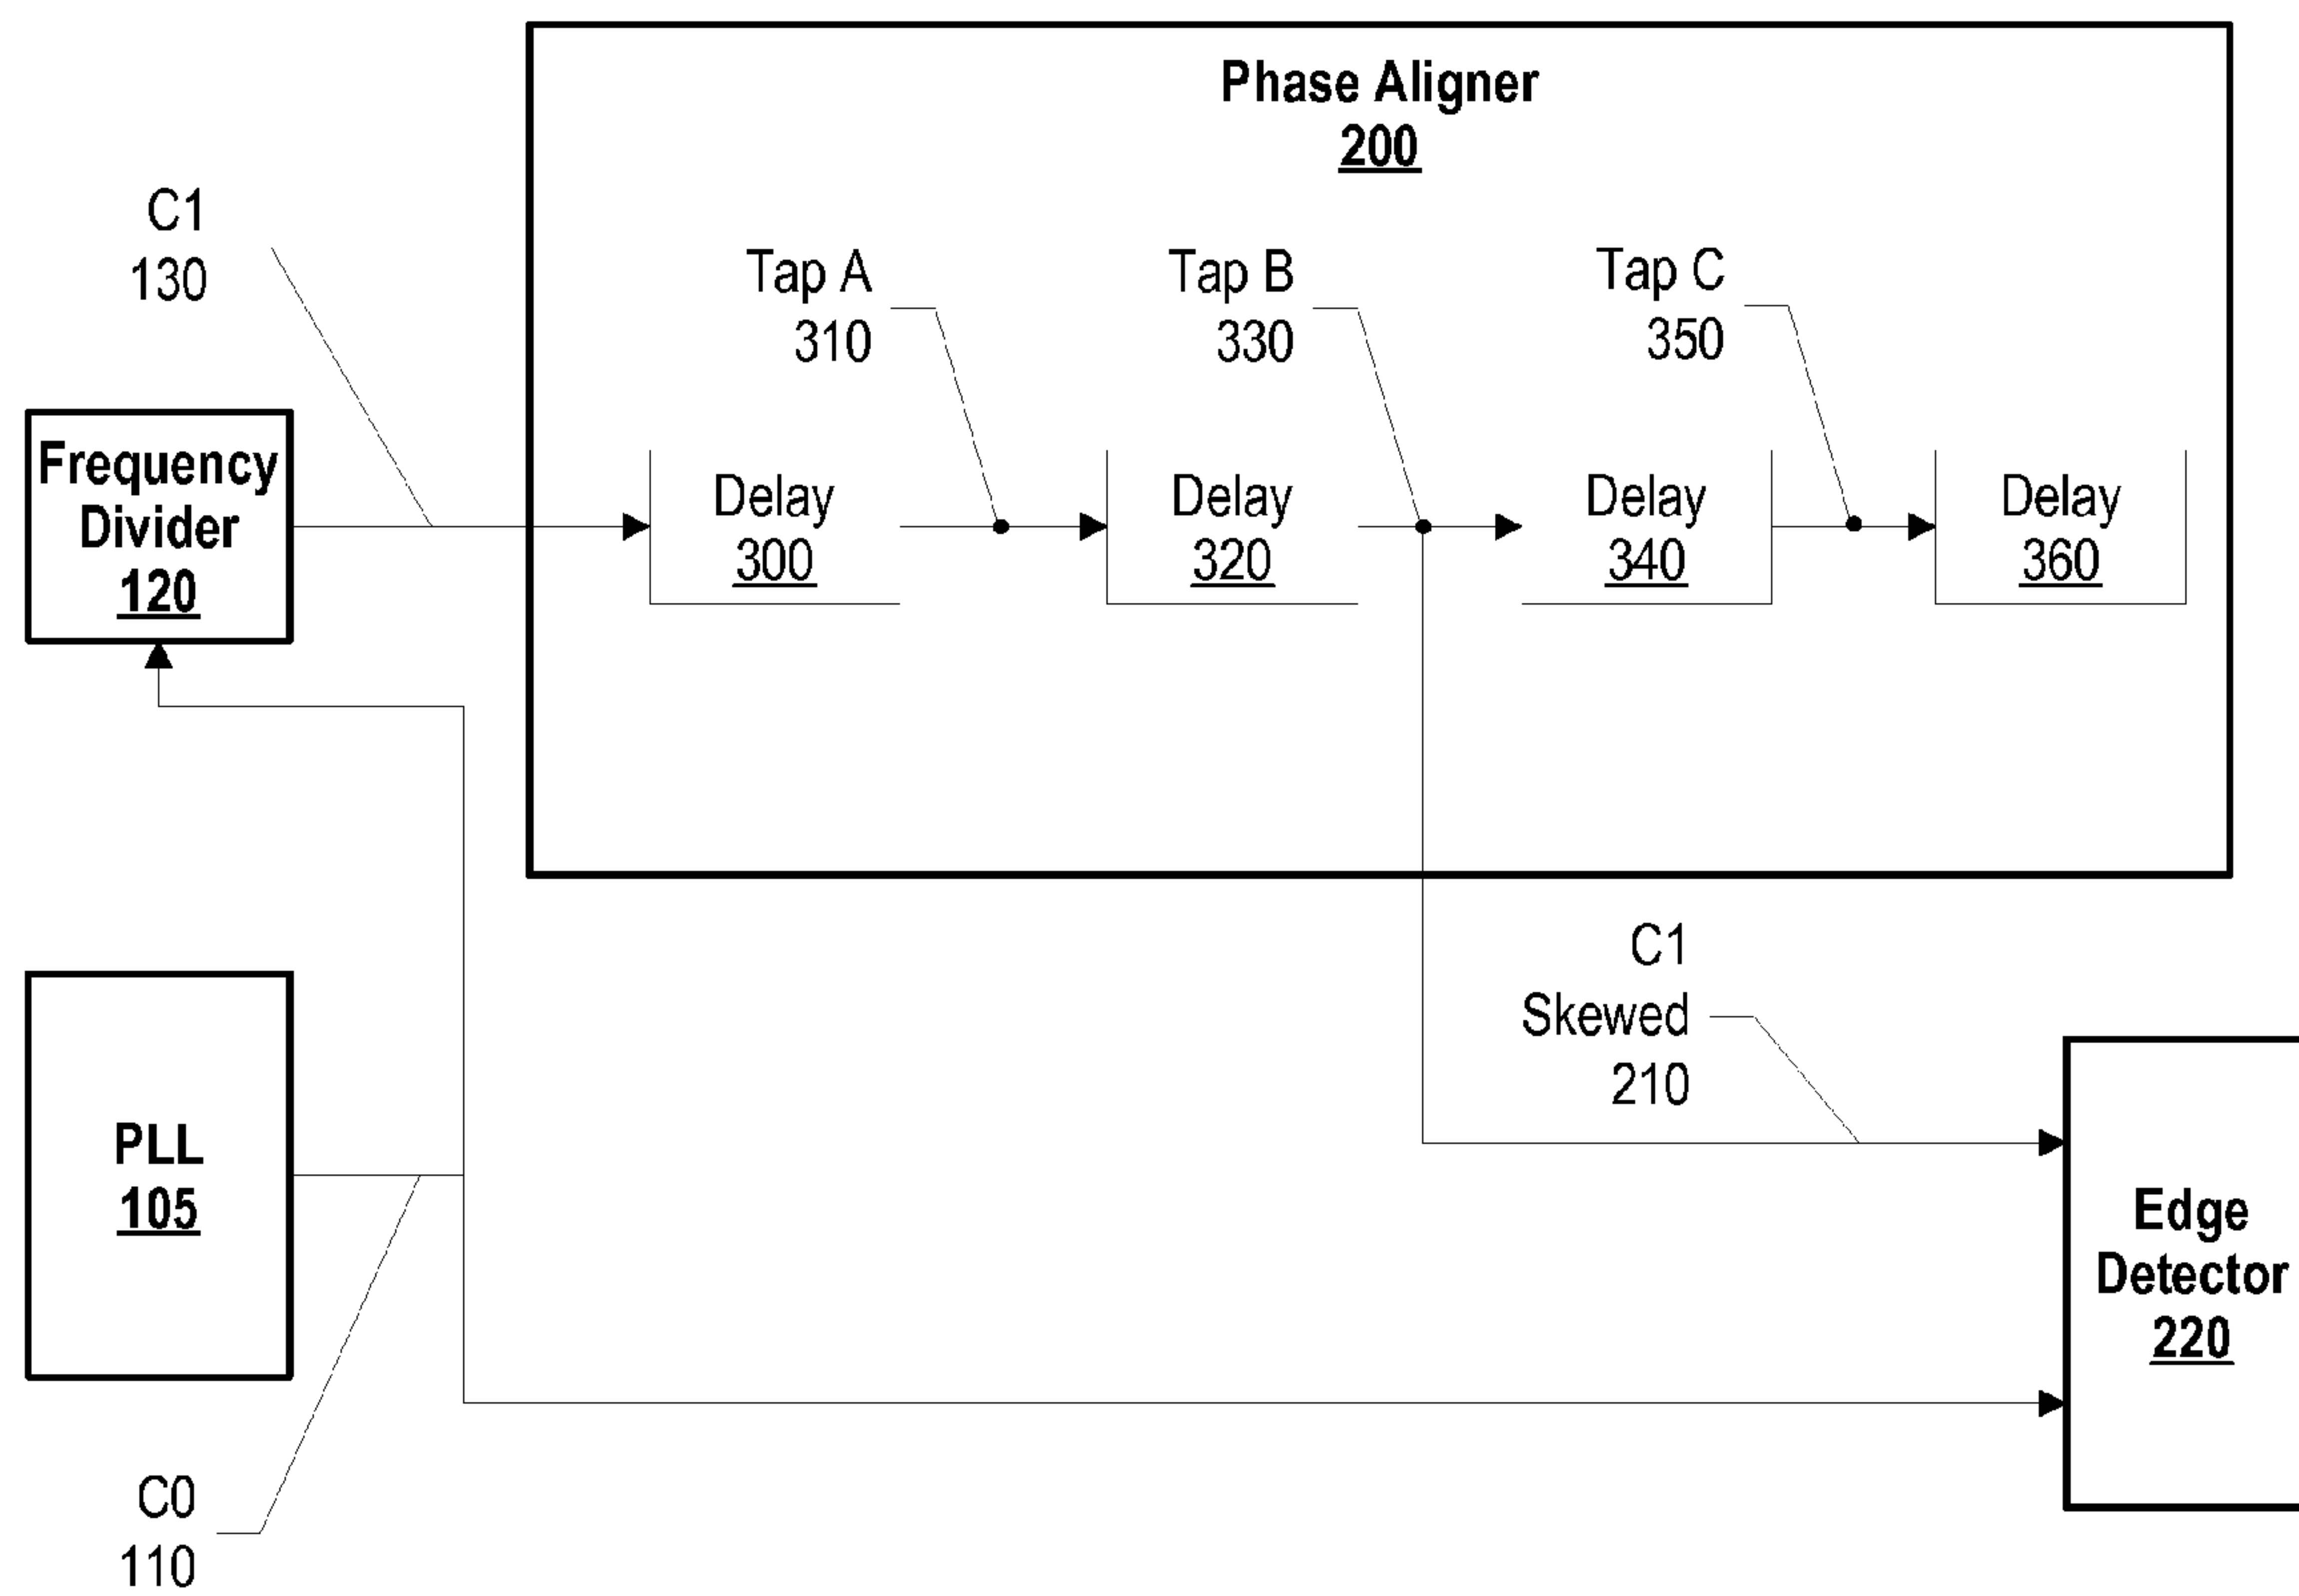 Phase Aligner
200
C1
130
Tap A
310
Tap B
330
Tap C
350
Frequency
Divider
120
Delay
300
Delay
320
Delay
340
Delay
360
C1
Skewed
210
PLL
105
Edge
Detector
220
C0
110